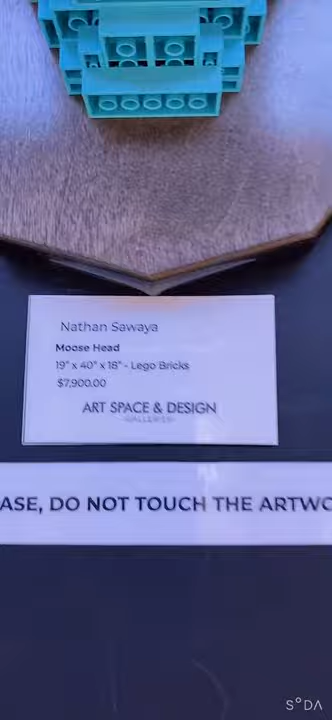 Nathan Sawaya
Moose Head
19" x 40" x 18" - Lego Bricks
$7,900.00
ART SPACE & DESIGN
GALLERIES
EASE, DO NOT TOUCH THE ARTWO
S°DA